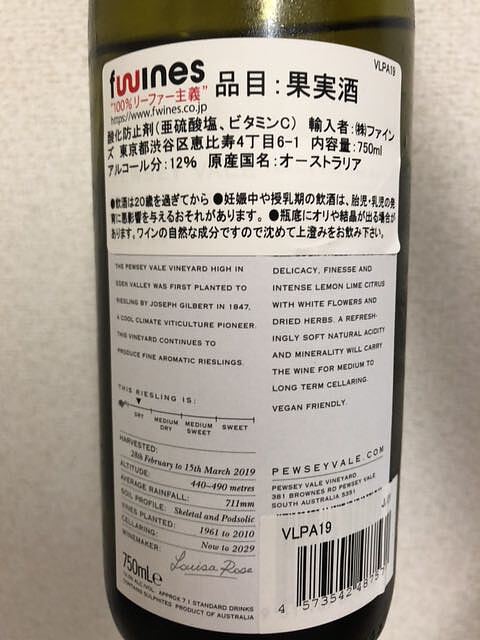 fwines
"100%リーファー主義"
https://www.fwines.co.jp
品目:果実酒
VLPA19
酸化防止剤(亜硫酸塩、ビタミンC) 輸入者:㈱ファイン
ズ 東京都渋谷区恵比寿4丁目6-1 内容量:750ml
アルコール分:12% 原産国名:オーストラリア
●飲酒は20歳を過ぎてから ●妊娠中や授乳期の飲酒は、胎児・乳児の発
育に悪影響を与えるおそれがあります。 ●瓶底にオリや結晶が出る場合が
あります。ワインの自然な成分ですので沈めて上澄みをお飲み下さい。
THE PEWSEY VALE VINEYARD HIGH IN
EDEN VALLEY WAS FIRST PLANTED TO
RIESLING BY JOSEPH GILBERT IN 1847,
A COOL CLIMATE VITICULTURE PIONEER.
THIS VINEYARD CONTINUES TO
PRODUCE FINE AROMATIC RIESLINGS.
THIS RIESLING IS:
DRY
MEDIUM DRY
MEDIUM SWEET
SWEET
HARVESTED:
28th February to 15th March 2019
ALTITUDE:
440-490 metres
AVERAGE RAINFALL:
711mm
SOIL PROFILE:
Skeletal and Podsolic
VINES PLANTED:
1961 to 2010
CELLARING:
Now to 2029
WINEMAKER:
Louisa Rose
750mLe
APPROX 7.1 STANDARD DRINKS
CONTAINS SULPHITES PRODUCT OF AUSTRALIA
DELICACY, FINESSE AND
INTENSE LEMON LIME CITRUS
WITH WHITE FLOWERS AND
DRIED HERBS. A REFRESH-
INGLY SOFT NATURAL ACIDITY
AND MINERALITY WILL CARRY
THE WINE FOR MEDIUM TO
LONG TERM CELLARING.
VEGAN FRIENDLY.
PEWSEYVALE.COM
PEWSEY VALE VINEYARD
381 BROWNES RD PEWSEY VALE
SOUTH AUSTRALIA 5351
VLPA19